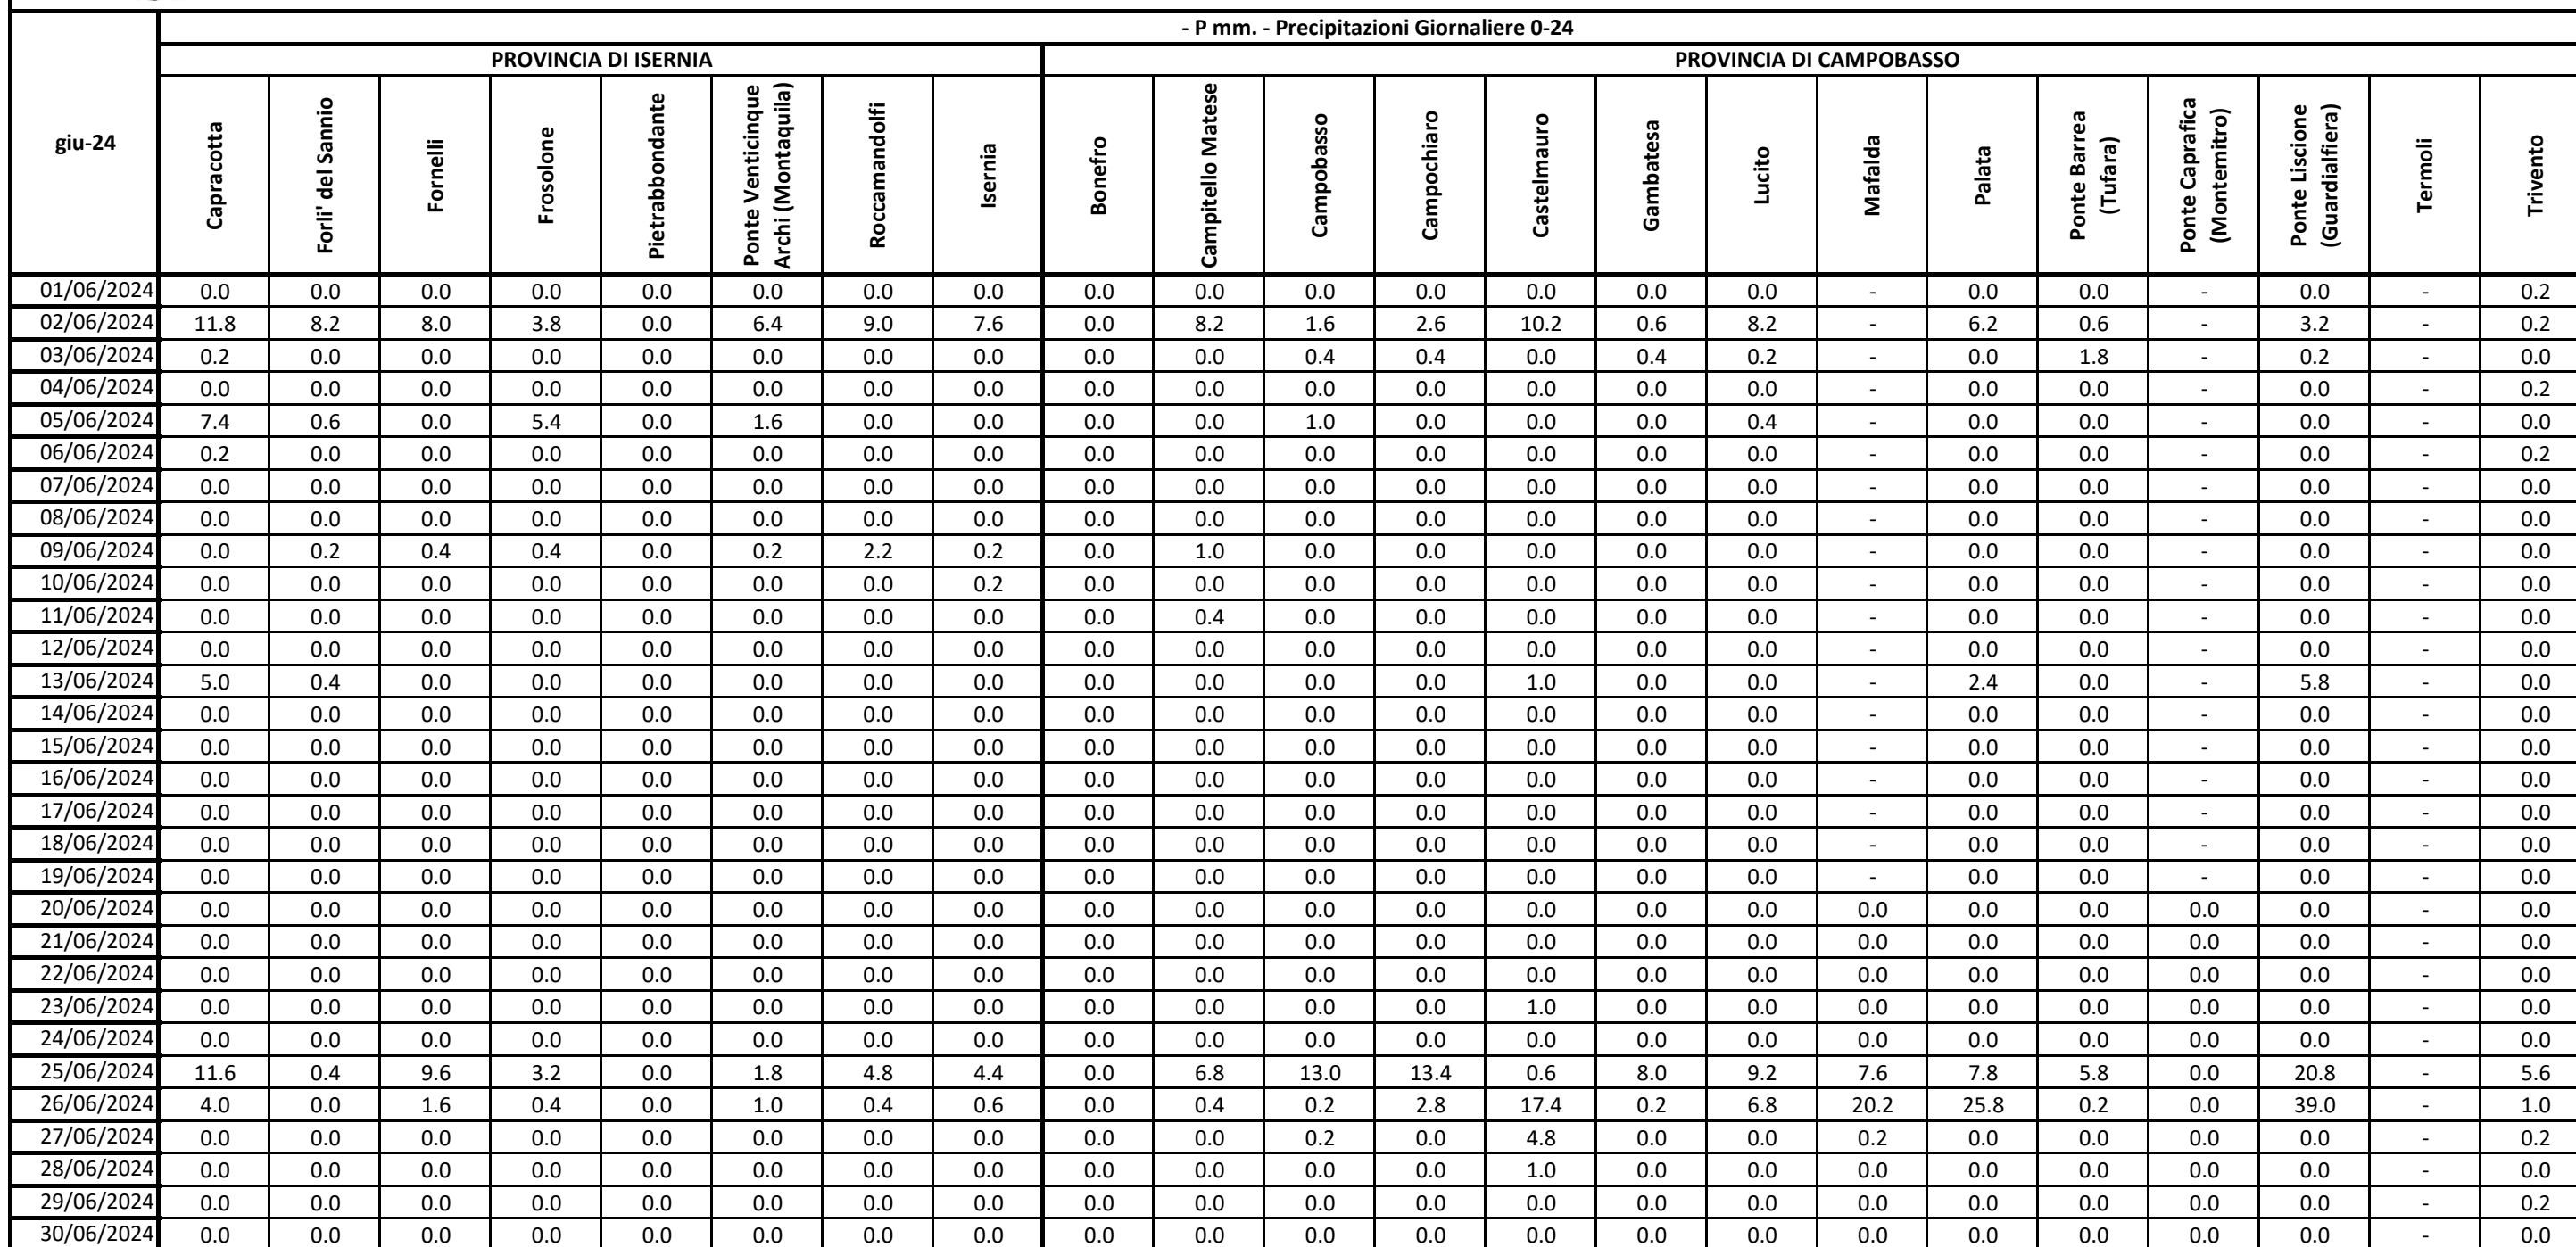 - P mm. - Precipitazioni Giornaliere 0-24
PROVINCIA DI ISERNIA PROVINCIA DI CAMPOBASSO
giu-24 Capracotta Forli' del Sannio Fornelli Frosolone Pietrabbondante Ponte Venticinque Archi (Montaquila) Roccamandolfi Isernia Bonefro Campitello Matese Campobasso Campochiaro Castelmauro Gambatesa Lucito Mafalda Palata Ponte Barrea (Tufara) Ponte Caprafica (Montemitro) Ponte Liscione (Guardialfiera) Termoli Trivento
01/06/2024 0.0 0.0 0.0 0.0 0.0 0.0 0.0 0.0 0.0 0.0 0.0 0.0 0.0 0.0 0.0 - 0.0 0.0 - 0.0 - 0.2
02/06/2024 11.8 8.2 8.0 3.8 0.0 6.4 9.0 7.6 0.0 8.2 1.6 2.6 10.2 0.6 8.2 - 6.2 0.6 - 3.2 - 0.2
03/06/2024 0.2 0.0 0.0 0.0 0.0 0.0 0.0 0.0 0.0 0.0 0.4 0.4 0.0 0.4 0.2 - 0.0 1.8 - 0.2 - 0.0
04/06/2024 0.0 0.0 0.0 0.0 0.0 0.0 0.0 0.0 0.0 0.0 0.0 0.0 0.0 0.0 0.0 - 0.0 0.0 - 0.0 - 0.2
05/06/2024 7.4 0.6 0.0 5.4 0.0 1.6 0.0 0.0 0.0 0.0 1.0 0.0 0.0 0.0 0.4 - 0.0 0.0 - 0.0 - 0.0
06/06/2024 0.2 0.0 0.0 0.0 0.0 0.0 0.0 0.0 0.0 0.0 0.0 0.0 0.0 0.0 0.0 - 0.0 0.0 - 0.0 - 0.2
07/06/2024 0.0 0.0 0.0 0.0 0.0 0.0 0.0 0.0 0.0 0.0 0.0 0.0 0.0 0.0 0.0 - 0.0 0.0 - 0.0 - 0.0
08/06/2024 0.0 0.0 0.0 0.0 0.0 0.0 0.0 0.0 0.0 0.0 0.0 0.0 0.0 0.0 0.0 - 0.0 0.0 - 0.0 - 0.0
09/06/2024 0.0 0.2 0.4 0.4 0.0 0.2 2.2 0.2 0.0 1.0 0.0 0.0 0.0 0.0 0.0 - 0.0 0.0 - 0.0 - 0.0
10/06/2024 0.0 0.0 0.0 0.0 0.0 0.0 0.0 0.2 0.0 0.0 0.0 0.0 0.0 0.0 0.0 - 0.0 0.0 - 0.0 - 0.0
11/06/2024 0.0 0.0 0.0 0.0 0.0 0.0 0.0 0.0 0.0 0.4 0.0 0.0 0.0 0.0 0.0 - 0.0 0.0 - 0.0 - 0.0
12/06/2024 0.0 0.0 0.0 0.0 0.0 0.0 0.0 0.0 0.0 0.0 0.0 0.0 0.0 0.0 0.0 - 0.0 0.0 - 0.0 - 0.0
13/06/2024 5.0 0.4 0.0 0.0 0.0 0.0 0.0 0.0 0.0 0.0 0.0 0.0 1.0 0.0 0.0 - 2.4 0.0 - 5.8 - 0.0
14/06/2024 0.0 0.0 0.0 0.0 0.0 0.0 0.0 0.0 0.0 0.0 0.0 0.0 0.0 0.0 0.0 - 0.0 0.0 - 0.0 - 0.0
15/06/2024 0.0 0.0 0.0 0.0 0.0 0.0 0.0 0.0 0.0 0.0 0.0 0.0 0.0 0.0 0.0 - 0.0 0.0 - 0.0 - 0.0
16/06/2024 0.0 0.0 0.0 0.0 0.0 0.0 0.0 0.0 0.0 0.0 0.0 0.0 0.0 0.0 0.0 - 0.0 0.0 - 0.0 - 0.0
17/06/2024 0.0 0.0 0.0 0.0 0.0 0.0 0.0 0.0 0.0 0.0 0.0 0.0 0.0 0.0 0.0 - 0.0 0.0 - 0.0 - 0.0
18/06/2024 0.0 0.0 0.0 0.0 0.0 0.0 0.0 0.0 0.0 0.0 0.0 0.0 0.0 0.0 0.0 - 0.0 0.0 - 0.0 - 0.0
19/06/2024 0.0 0.0 0.0 0.0 0.0 0.0 0.0 0.0 0.0 0.0 0.0 0.0 0.0 0.0 0.0 - 0.0 0.0 - 0.0 - 0.0
20/06/2024 0.0 0.0 0.0 0.0 0.0 0.0 0.0 0.0 0.0 0.0 0.0 0.0 0.0 0.0 0.0 0.0 0.0 0.0 0.0 0.0 - 0.0
21/06/2024 0.0 0.0 0.0 0.0 0.0 0.0 0.0 0.0 0.0 0.0 0.0 0.0 0.0 0.0 0.0 0.0 0.0 0.0 0.0 0.0 - 0.0
22/06/2024 0.0 0.0 0.0 0.0 0.0 0.0 0.0 0.0 0.0 0.0 0.0 0.0 0.0 0.0 0.0 0.0 0.0 0.0 0.0 0.0 - 0.0
23/06/2024 0.0 0.0 0.0 0.0 0.0 0.0 0.0 0.0 0.0 0.0 0.0 0.0 1.0 0.0 0.0 0.0 0.0 0.0 0.0 0.0 - 0.0
24/06/2024 0.0 0.0 0.0 0.0 0.0 0.0 0.0 0.0 0.0 0.0 0.0 0.0 0.0 0.0 0.0 0.0 0.0 0.0 0.0 0.0 - 0.0
25/06/2024 11.6 0.4 9.6 3.2 0.0 1.8 4.8 4.4 0.0 6.8 13.0 13.4 0.6 8.0 9.2 7.6 7.8 5.8 0.0 20.8 - 5.6
26/06/2024 4.0 0.0 1.6 0.4 0.0 1.0 0.4 0.6 0.0 0.4 0.2 2.8 17.4 0.2 6.8 20.2 25.8 0.2 0.0 39.0 - 1.0
27/06/2024 0.0 0.0 0.0 0.0 0.0 0.0 0.0 0.0 0.0 0.0 0.2 0.0 4.8 0.0 0.0 0.2 0.0 0.0 0.0 0.0 - 0.2
28/06/2024 0.0 0.0 0.0 0.0 0.0 0.0 0.0 0.0 0.0 0.0 0.0 0.0 1.0 0.0 0.0 0.0 0.0 0.0 0.0 0.0 - 0.0
29/06/2024 0.0 0.0 0.0 0.0 0.0 0.0 0.0 0.0 0.0 0.0 0.0 0.0 0.0 0.0 0.0 0.0 0.0 0.0 0.0 0.0 - 0.2
30/06/2024 0.0 0.0 0.0 0.0 0.0 0.0 0.0 0.0 0.0 0.0 0.0 0.0 0.0 0.0 0.0 0.0 0.0 0.0 0.0 0.0 - 0.0